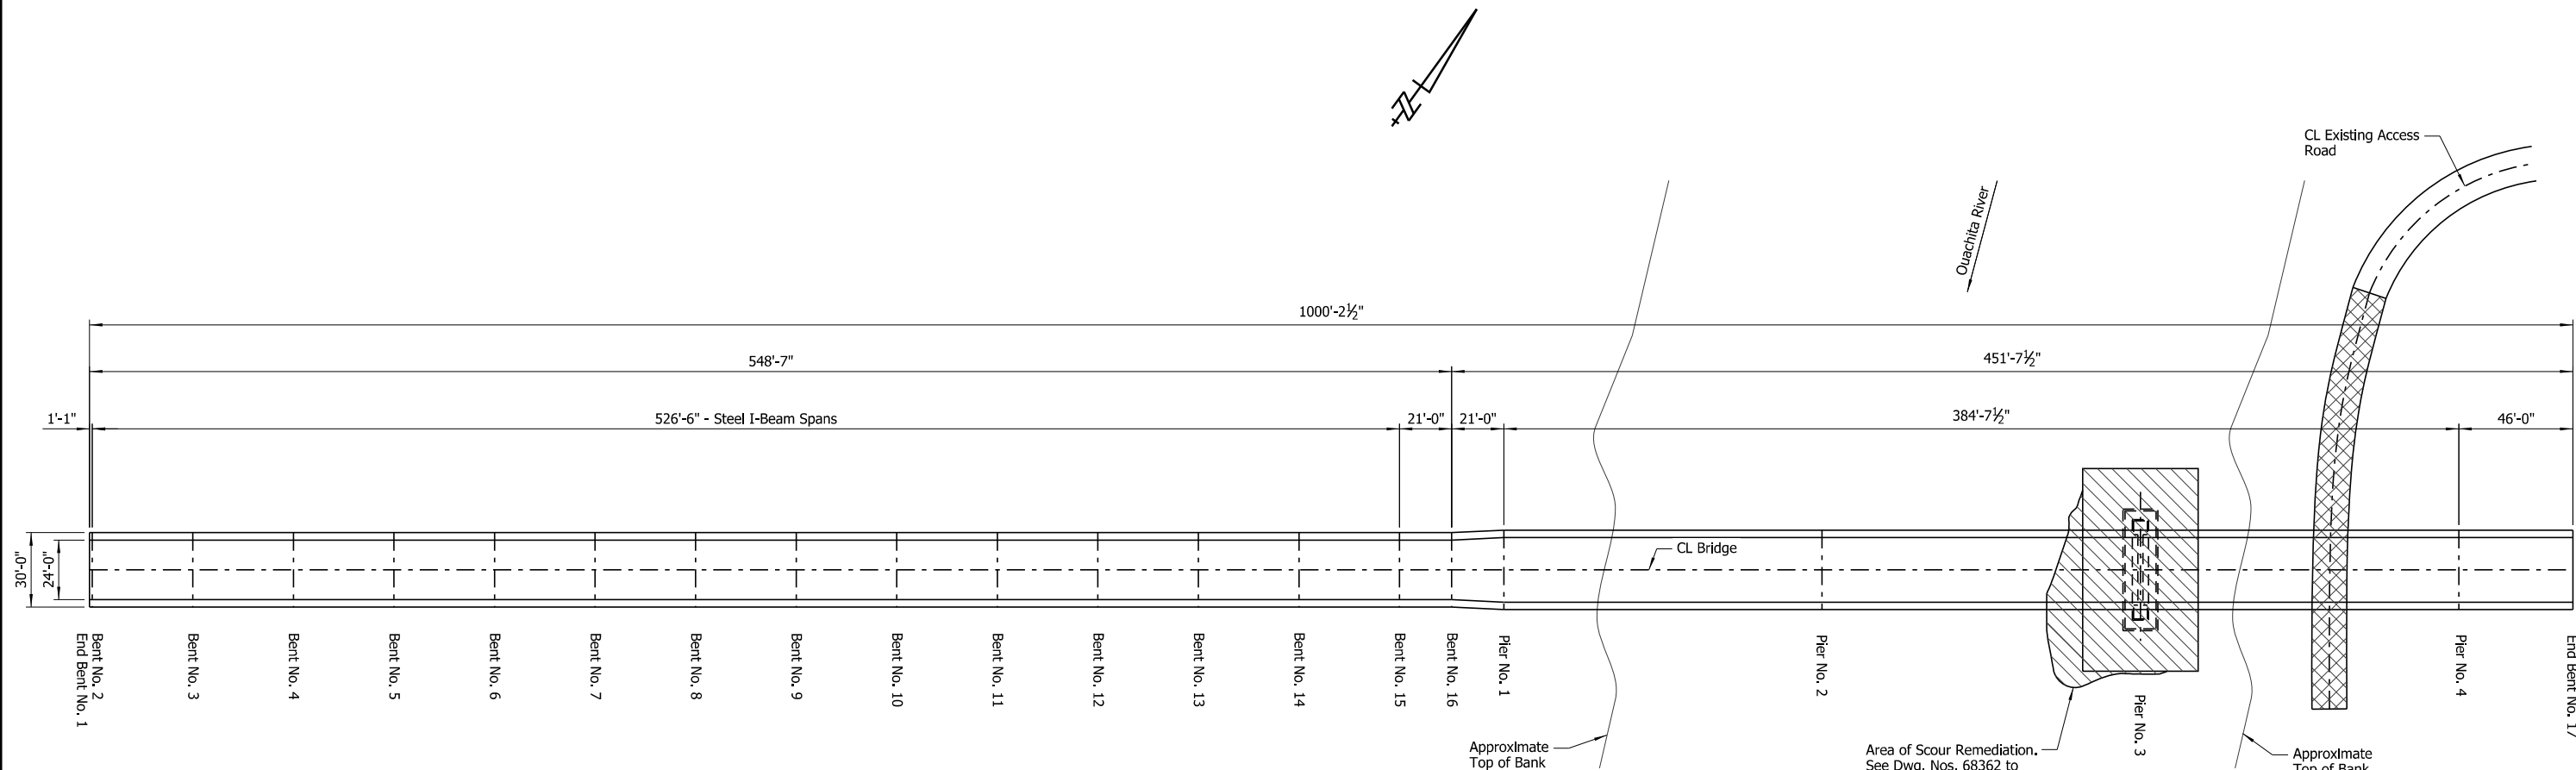 N
CL Existing Access
Road
Ouachita River
1000'-2½"
548'-7"
451'-7½"
1'-1"
526'-6" - Steel I-Beam Spans
21'-0"
21'-0"
384'-7½"
46'-0"
CL Bridge
30'-0"
24'-0"
End Bent No. 1
Bent No. 2
Bent No. 3
Bent No. 4
Bent No. 5
Bent No. 6
Bent No. 7
Bent No. 8
Bent No. 9
Bent No. 10
Bent No. 11
Bent No. 12
Bent No. 13
Bent No. 14
Bent No. 15
Bent No. 16
Pier No. 1
Pier No. 2
Pier No. 3
Pier No. 4
End Bent No. 17
Approximate
Top of Bank
Area of Scour Remediation.
See Dwg. Nos. 68362 to
Approximate
Top of Bank